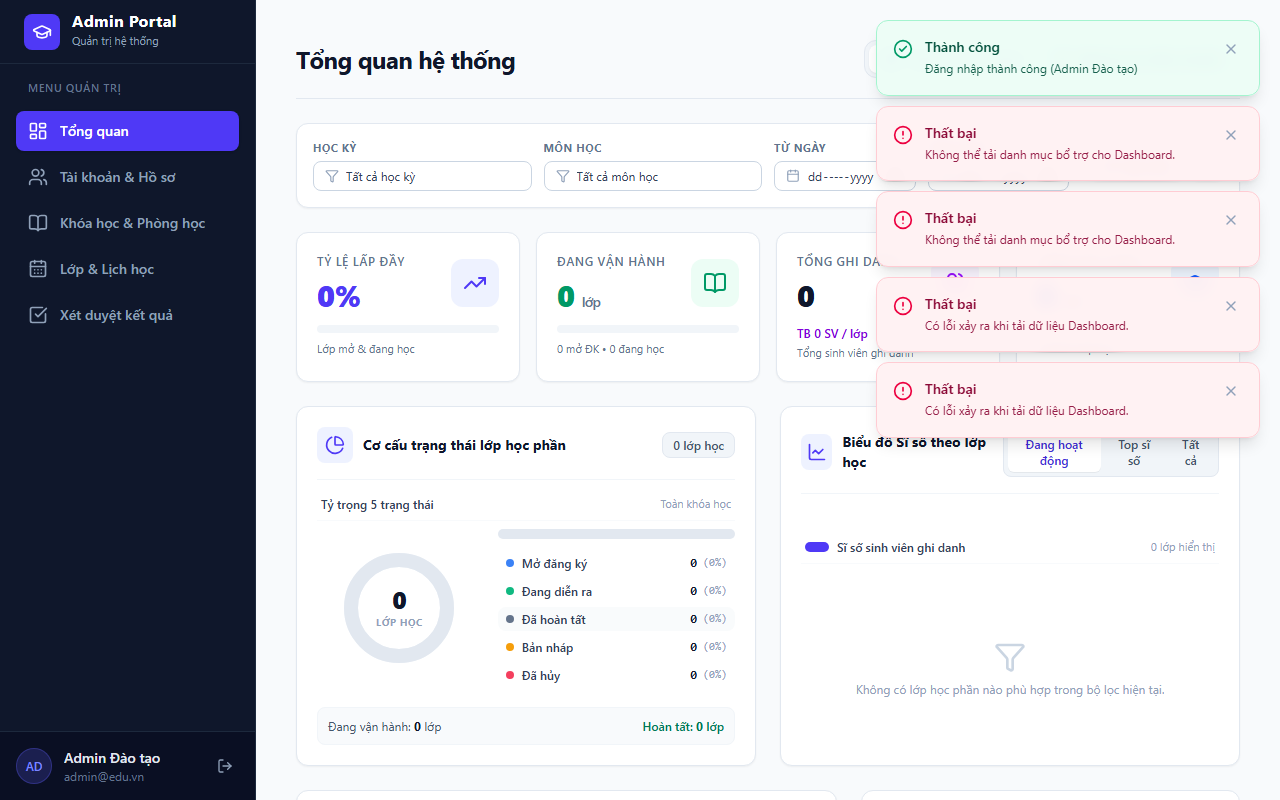 Admin Portal
Quản trị hệ thống
MENU QUẢN TRỊ
Tổng quan
Tài khoản & Hồ sơ
Khóa học & Phòng học
Lớp & Lịch học
Xét duyệt kết quả
AD
Admin Đào tạo
admin@edu.vn
Tổng quan hệ thống
Thành công
Đăng nhập thành công (Admin Đào tạo)
Thất bại
Không thể tải danh mục bổ trợ cho Dashboard.
Thất bại
Không thể tải danh mục bổ trợ cho Dashboard.
Thất bại
Có lỗi xảy ra khi tải dữ liệu Dashboard.
Thất bại
Có lỗi xảy ra khi tải dữ liệu Dashboard.
HỌC KỲ
MÔN HỌC
TỪ NGÀY
Tất cả học kỳ
Tất cả môn học
dd-----yyyy
TỶ LỆ LẤP ĐẦY
0%
Lớp mở & đang học
ĐANG VẬN HÀNH
0 lớp
0 mở ĐK • 0 đang học
TỔNG GHI DA
0
TB 0 SV / lớp
Tổng sinh viên ghi danh
Cơ cấu trạng thái lớp học phần
0 lớp học
Tỷ trọng 5 trạng thái
Toàn khóa học
0
LỚP HỌC
Mở đăng ký 0 (0%)
Đang diễn ra 0 (0%)
Đã hoàn tất 0 (0%)
Bản nháp 0 (0%)
Đã hủy 0 (0%)
Đang vận hành: 0 lớp
Hoàn tất: 0 lớp
Biểu đồ Sĩ số theo lớp
học
Đang hoạt
động
Top sĩ
số
Tất
cả
Sĩ số sinh viên ghi danh
0 lớp hiển thị
Không có lớp học phần nào phù hợp trong bộ lọc hiện tại.